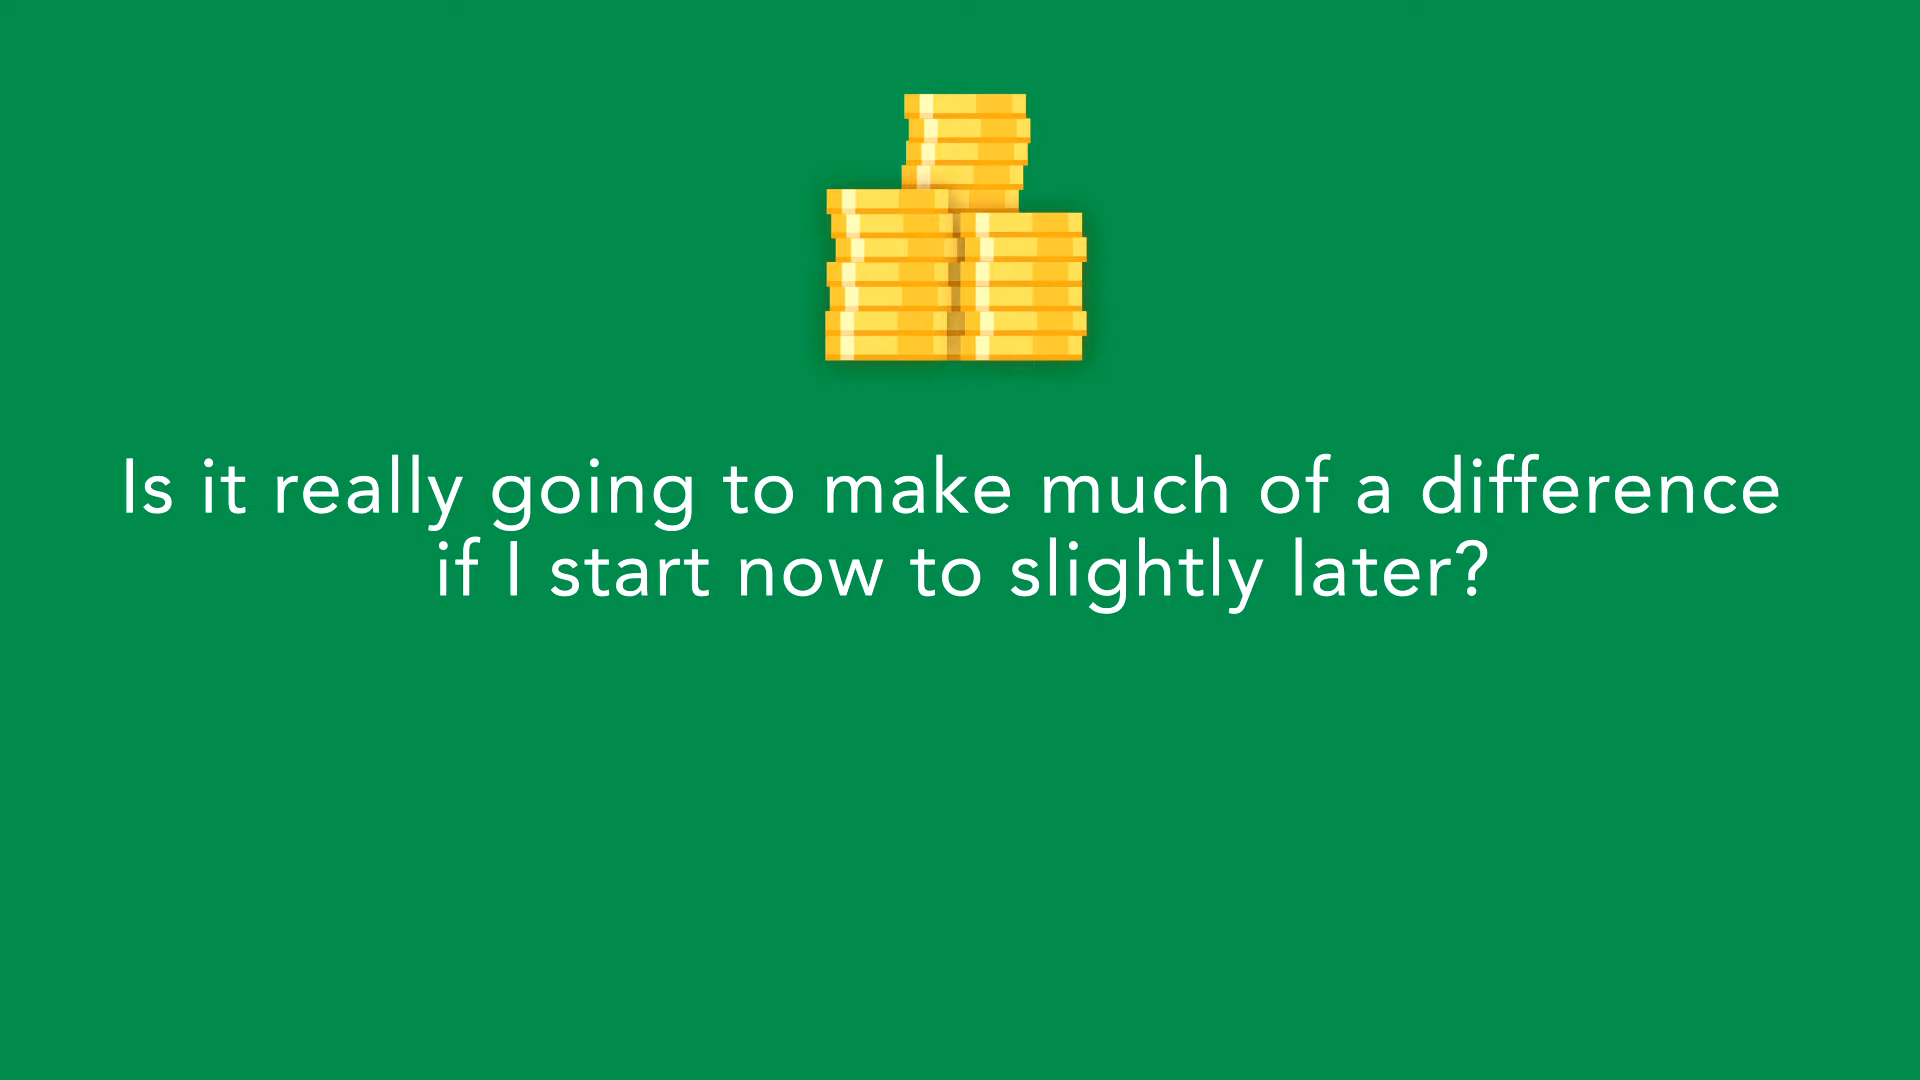 Is it really going to make much of a difference
if I start now to slightly later?